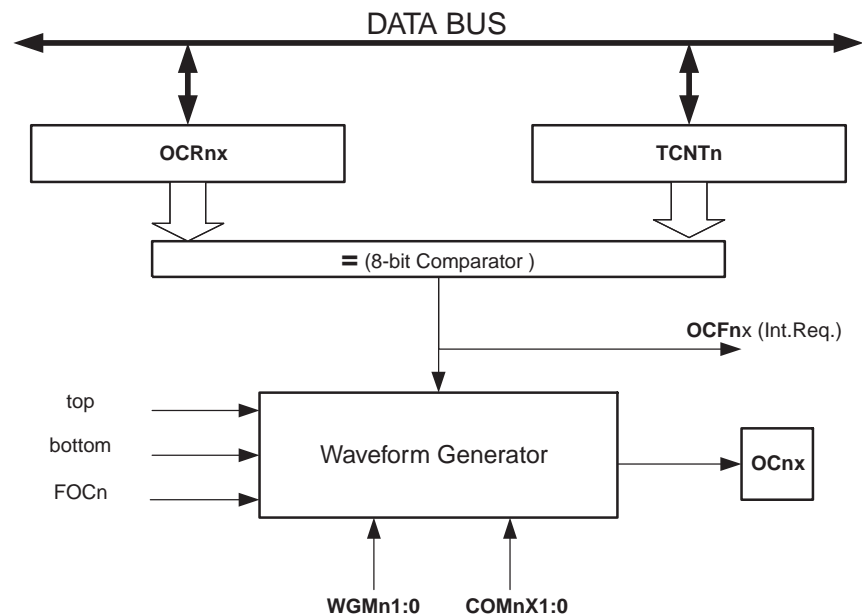 DATA BUS
OCRnx
TCNTn
= (8-bit Comparator )
OCFnx (Int.Req.)
top
bottom
FOCn
Waveform Generator
OCnx
WGMn1:0
COMnX1:0